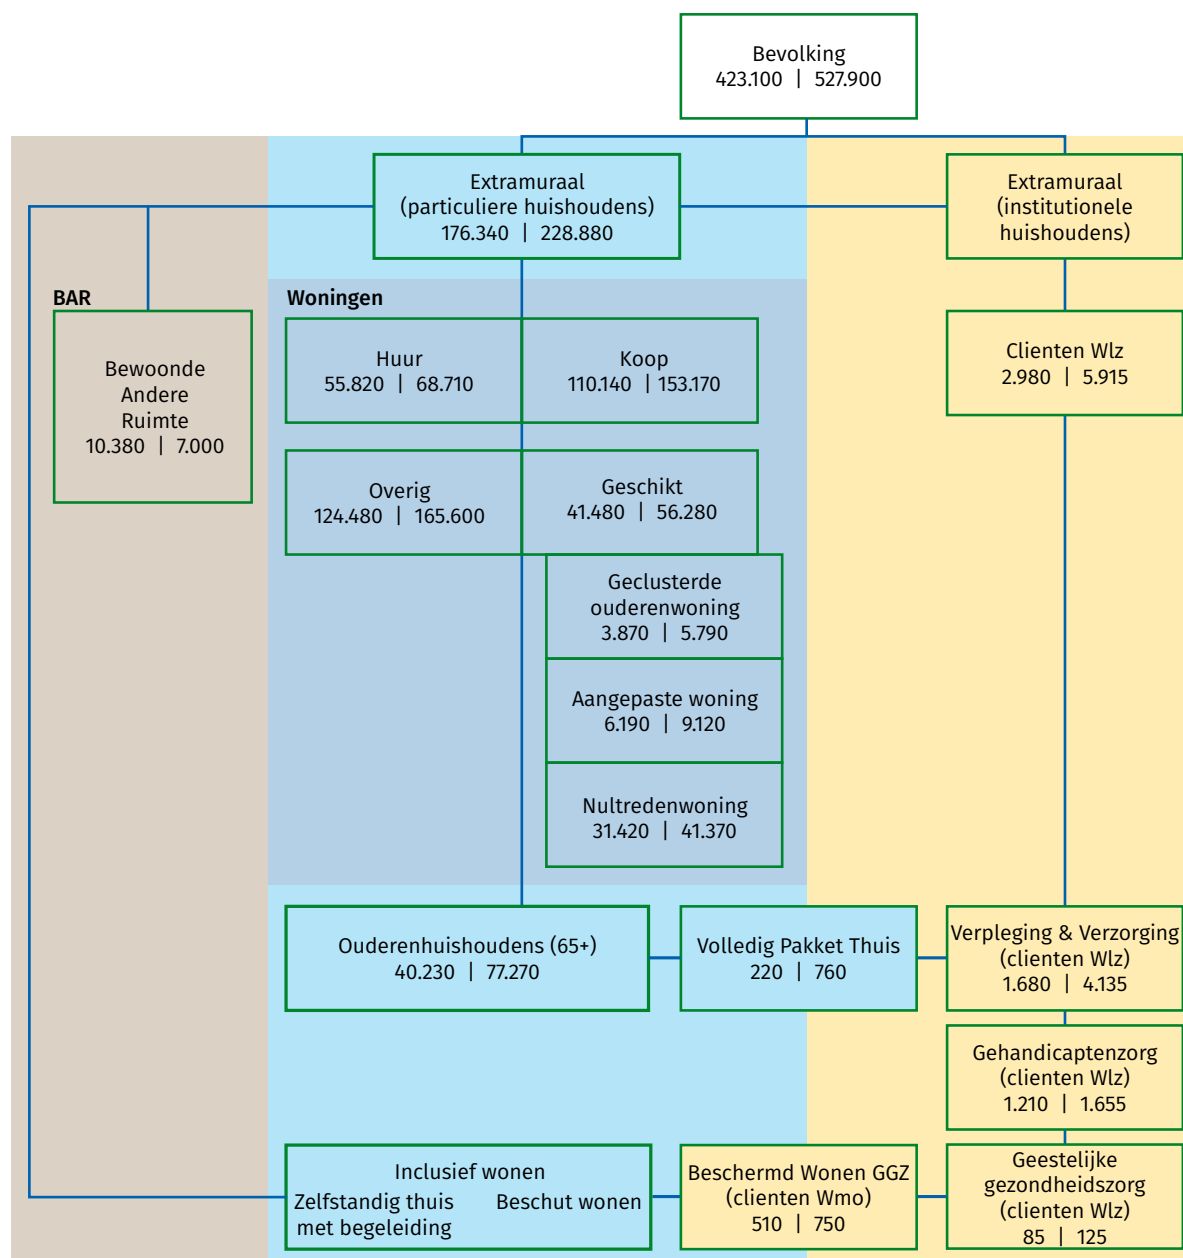 Bevolking
423.100 | 527.900
Extramuraal
(particuliere huishoudens)
176.340 | 228.880
Extramuraal
(institutionele
huishoudens)
BAR
Bewoonde
Andere
Ruimte
10.380 | 7.000
Woningen
Huur
55.820 | 68.710
Koop
110.140 | 153.170
Clienten Wlz
2.980 | 5.915
Overig
124.480 | 165.600
Geschikt
41.480 | 56.280
Geclusterde
ouderenwoning
3.870 | 5.790
Aangepaste woning
6.190 | 9.120
Nultredenwoning
31.420 | 41.370
Ouderenhuishoudens (65+)
40.230 | 77.270
Volledig Pakket Thuis
220 | 760
Verpleging & Verzorging
(clienten Wlz)
1.680 | 4.135
Gehandicaptenzorg
(clienten Wlz)
1.210 | 1.655
Inclusief wonen
Zelfstandig thuis
met begeleiding
Beschut wonen
Beschermd Wonen GGZ
(clienten Wmo)
510 | 750
Geestelijke
gezondheidszorg
(clienten Wlz)
85 | 125